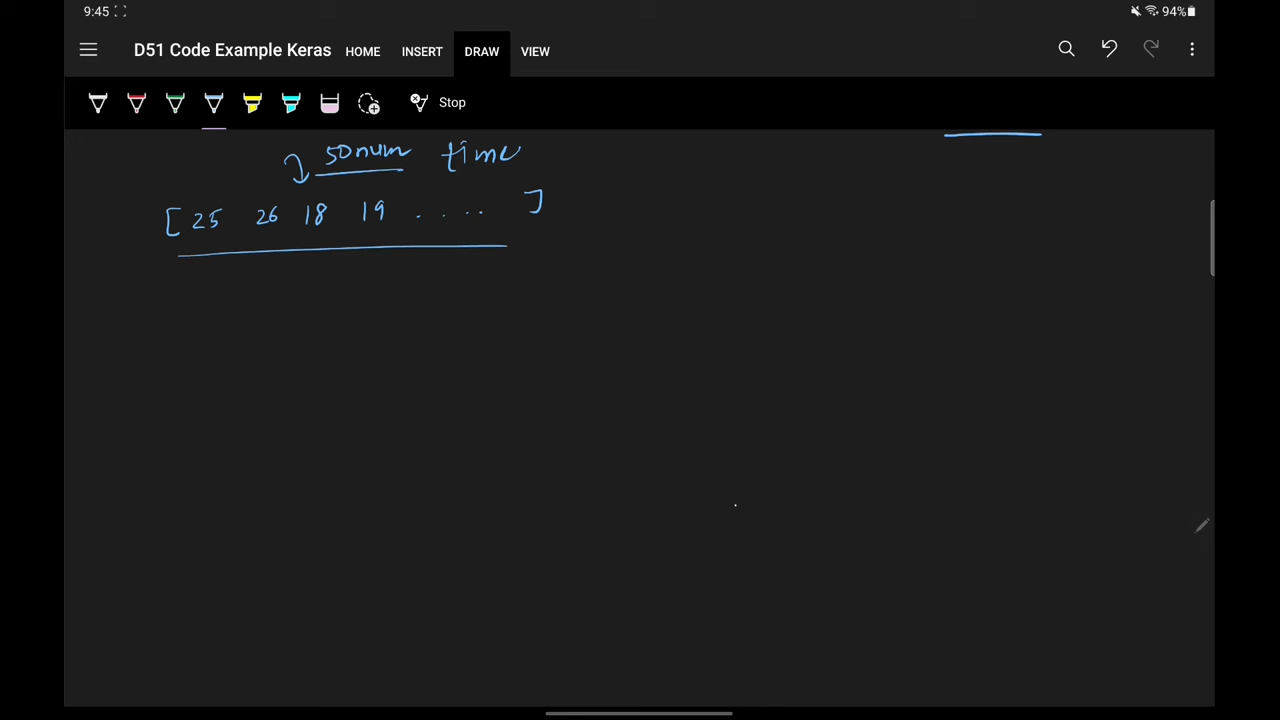 9:45 94%
D51 Code Example Keras HOME INSERT DRAW VIEW
Stop
50num time
[ 25 26 18 19 ..... ]